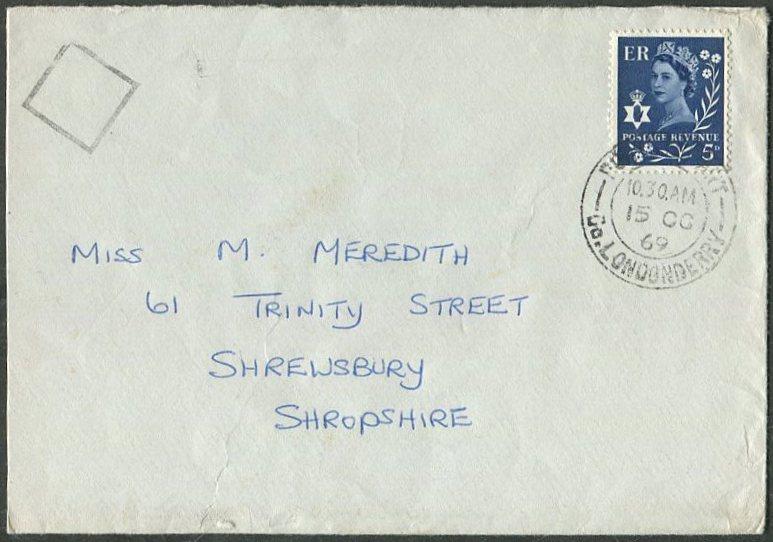 ER
POSTAGE REVENUE
5D
10.30 AM
15 OC
69
Co. LONDONDERRY
MISS M. MEREDITH
61 TRINITY STREET
SHREWSBURY
SHROPSHIRE